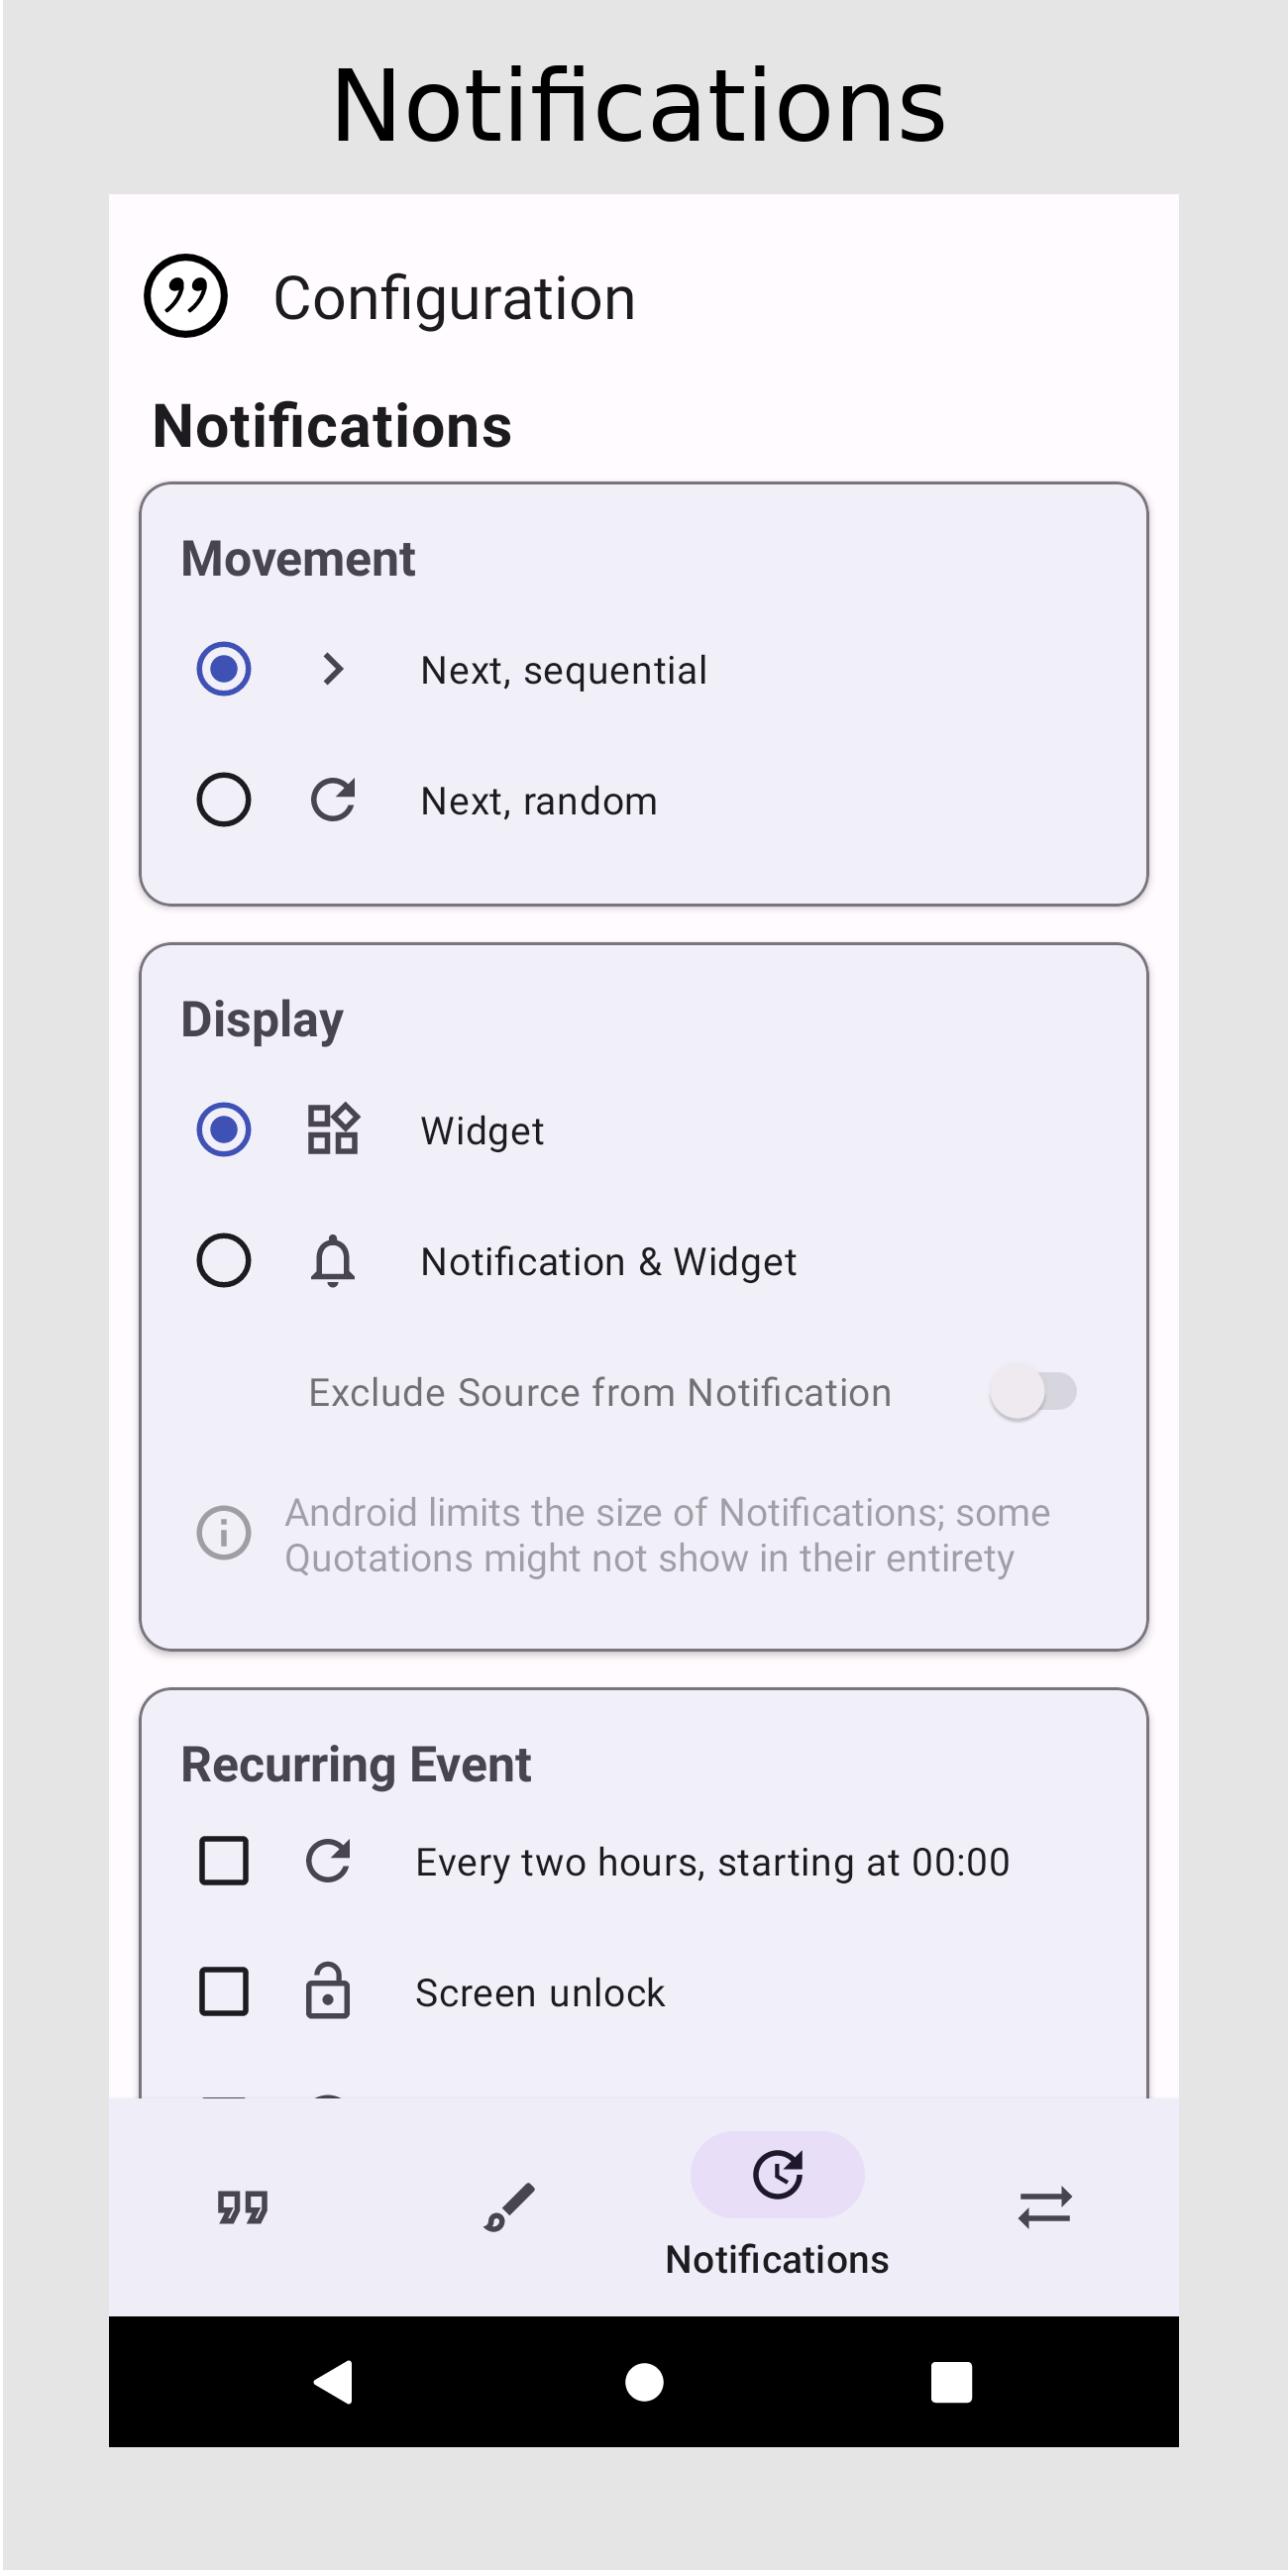 Notifications
Configuration
Notifications
Movement
Next, sequential
Next, random
Display
Widget
Notification & Widget
Exclude Source from Notification
Android limits the size of Notifications; some
Quotations might not show in their entirety
Recurring Event
Every two hours, starting at 00:00
Screen unlock
Notifications